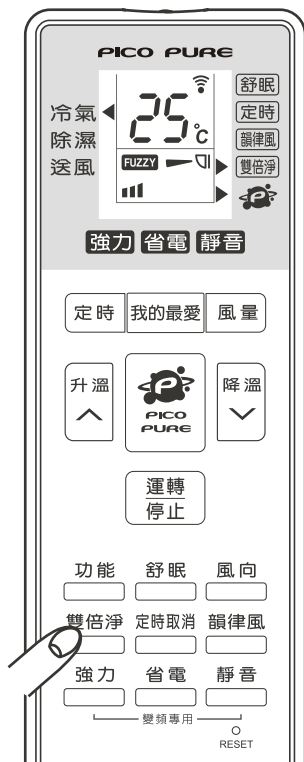 PICO PURE
冷氣 舒眠
除濕 25°C 定時
送風 韻律風
FUZZY 雙倍淨
強力 省電 靜音
定時 我的最愛 風量
升溫 PICO PURE 降溫
運轉
停止
功能 舒眠 風向
雙倍淨 定時取消 韻律風
強力 省電 靜音
變頻專用
RESET